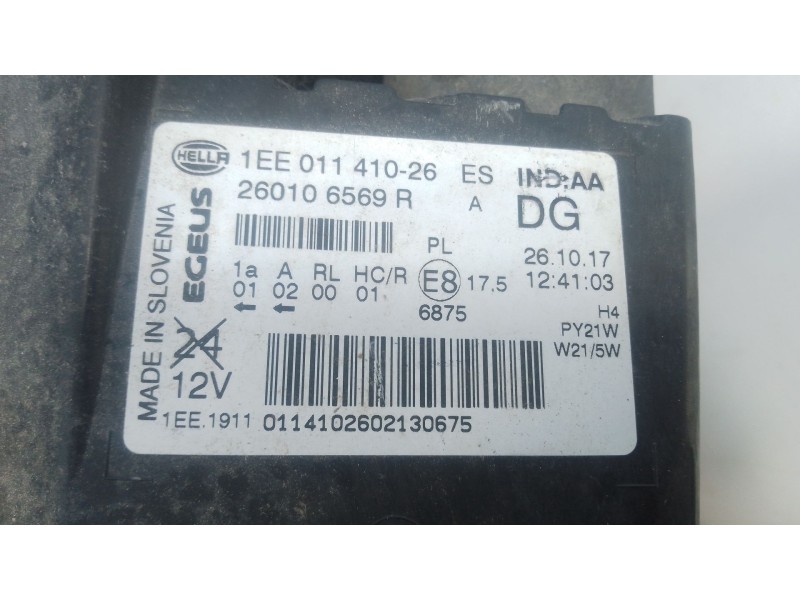 HELLA 1EE 011 410-26 ES IND:AA
26010 6569 R A DG
MADE IN SLOVENIA
EGEUS
PL 26.10.17
1a A RL HC/R E8 17.5 12:41:03
01 02 00 01 6875 H4
PY21W
24 W21/5W
12V
1EE.1911 0114102602130675